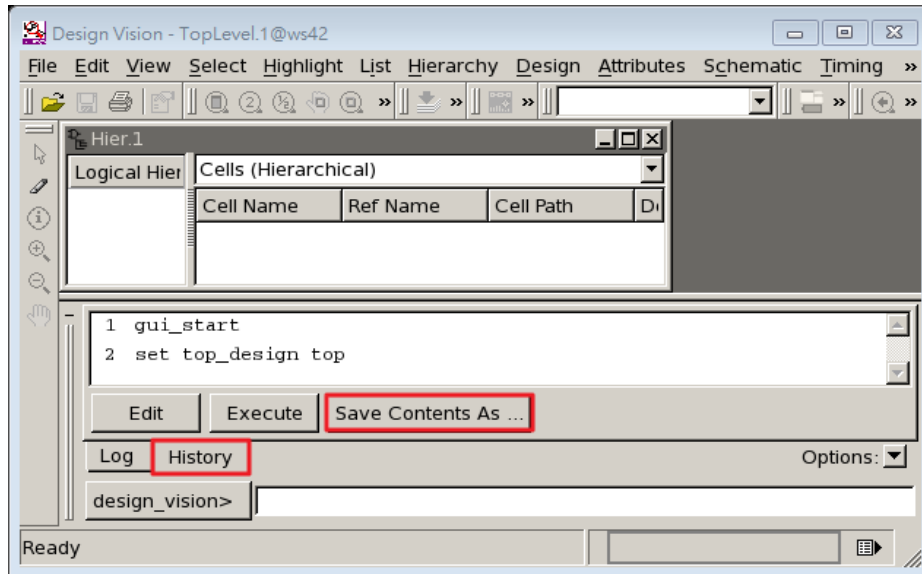 Design Vision - TopLevel.1@ws42
File Edit View Select Highlight List Hierarchy Design Attributes Schematic Timing »
Hier.1
Logical Hier Cells (Hierarchical)
Cell Name Ref Name Cell Path
1 gui_start
2 set top_design top
Edit Execute Save Contents As ...
Log History Options:
design_vision>
Ready